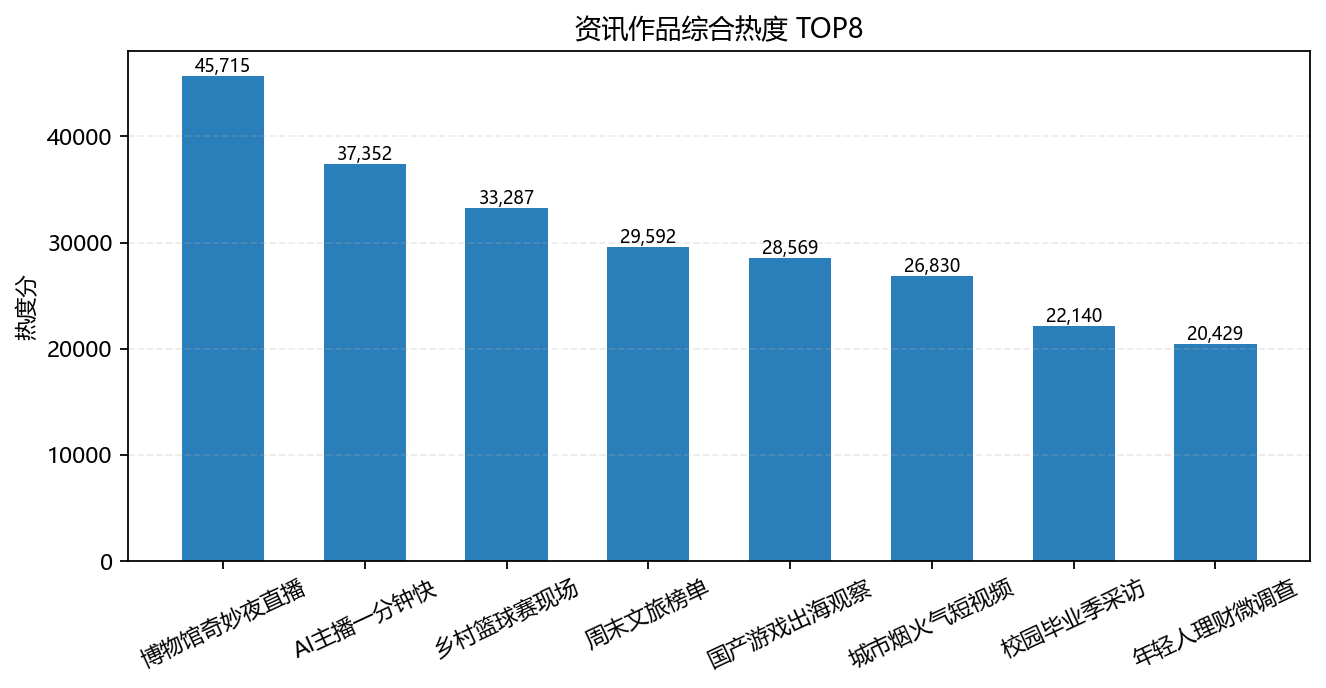 资讯作品综合热度 TOP8
热度分
40000
30000
20000
10000
0
45,715
37,352
33,287
29,592
28,569
26,830
22,140
20,429
博物馆奇妙夜直播
AI主播一分钟快
乡村篮球赛现场
周末文旅榜单
国产游戏出海观察
城市烟火气短视频
校园毕业季采访
年轻人理财微调查